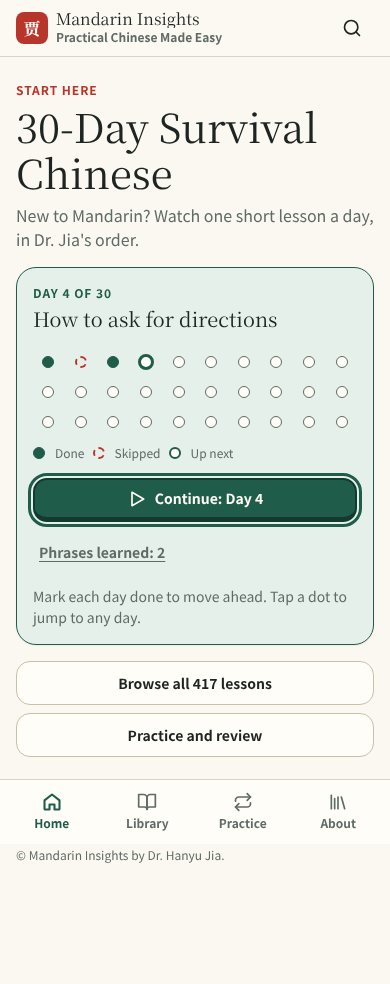 贾
Mandarin Insights
Practical Chinese Made Easy
START HERE
30-Day Survival
Chinese
New to Mandarin? Watch one short lesson a day,
in Dr. Jia's order.
DAY 4 OF 30
How to ask for directions
Done Skipped Up next
Continue: Day 4
Phrases learned: 2
Mark each day done to move ahead. Tap a dot to
jump to any day.
Browse all 417 lessons
Practice and review
Home Library Practice About
© Mandarin Insights by Dr. Hanyu Jia.